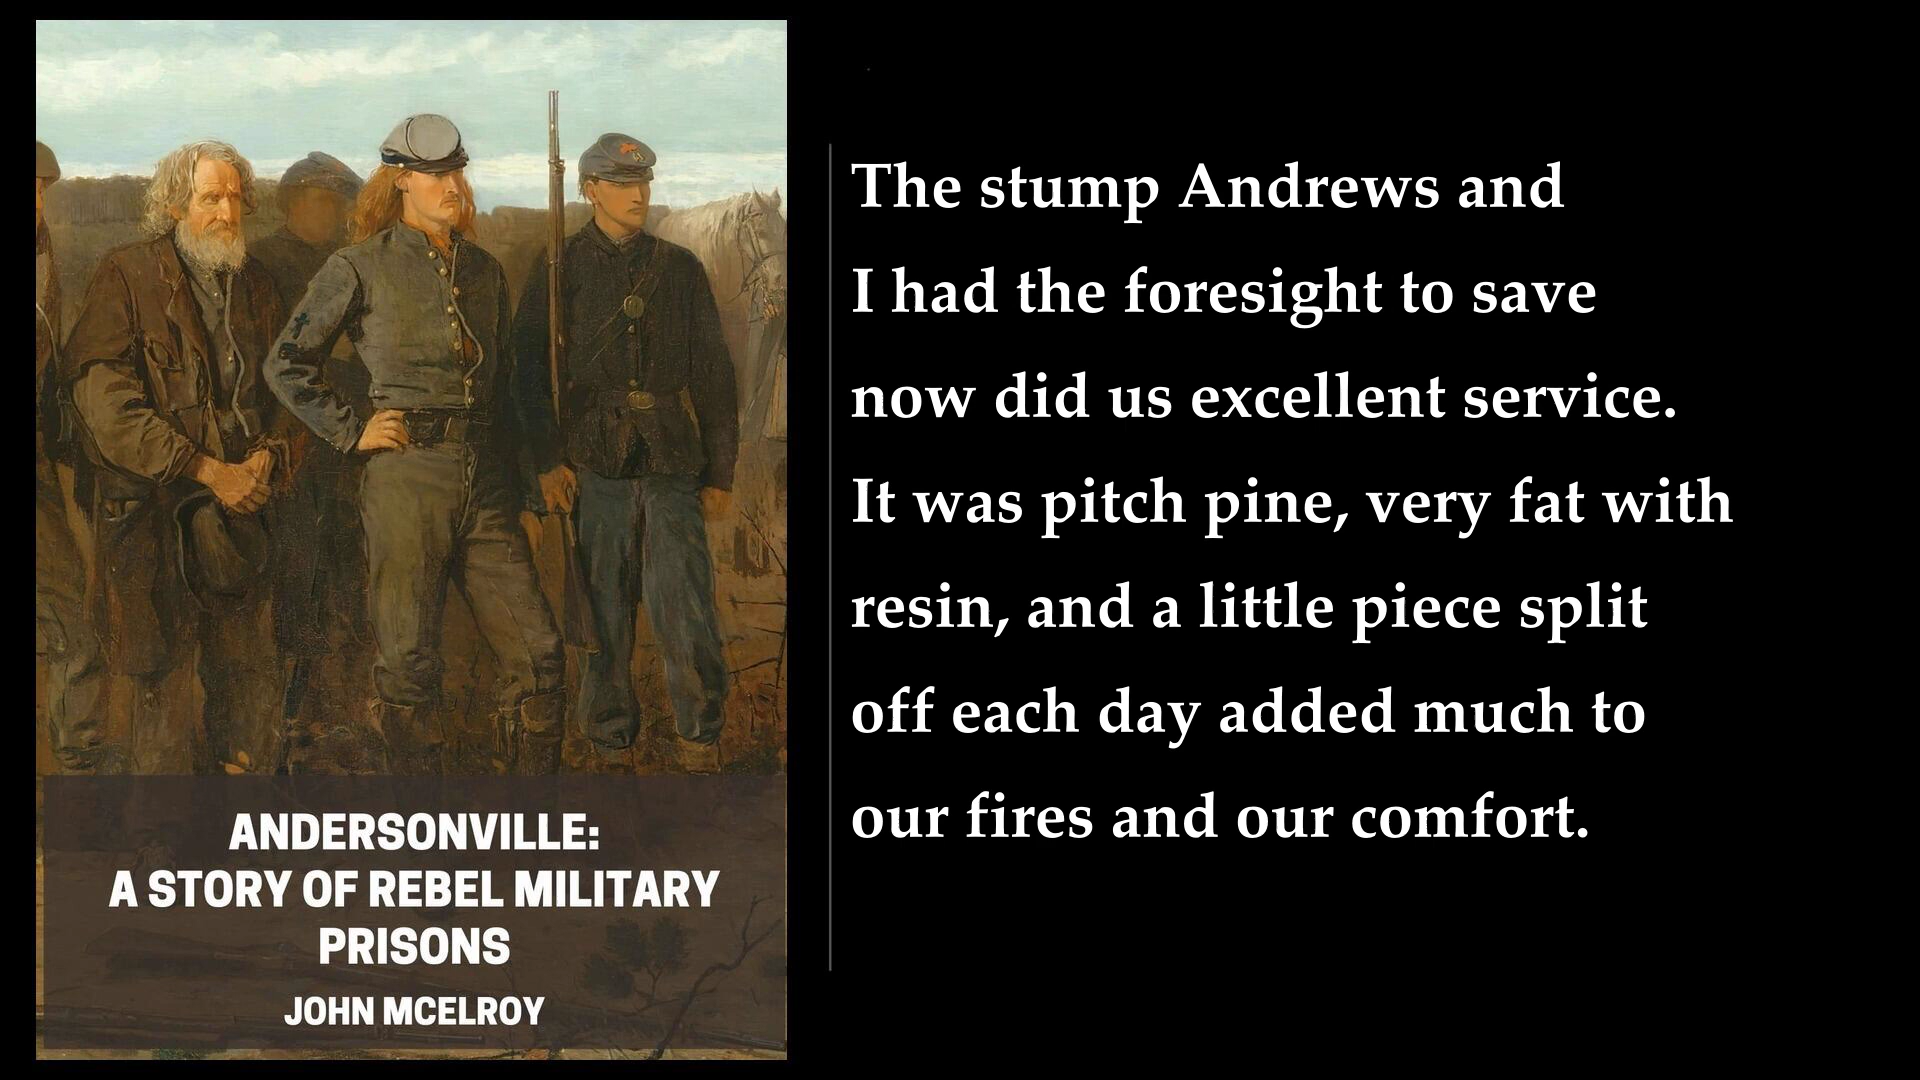 ANDERSONVILLE:
A STORY OF REBEL MILITARY
PRISONS
JOHN MCELROY
The stump Andrews and
I had the foresight to save
now did us excellent service.
It was pitch pine, very fat with
resin, and a little piece split
off each day added much to
our fires and our comfort.